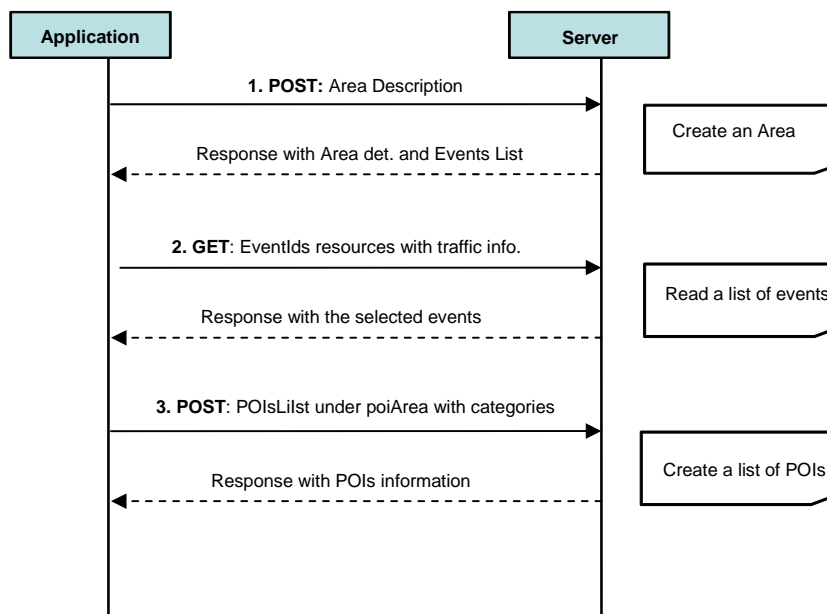 Application
Server
1. POST: Area Description
Create an Area
Response with Area det. and Events List
2. GET: EventIds resources with traffic info.
Read a list of events
Response with the selected events
3. POST: POIsLilst under poiArea with categories
Create a list of POIs
Response with POIs information